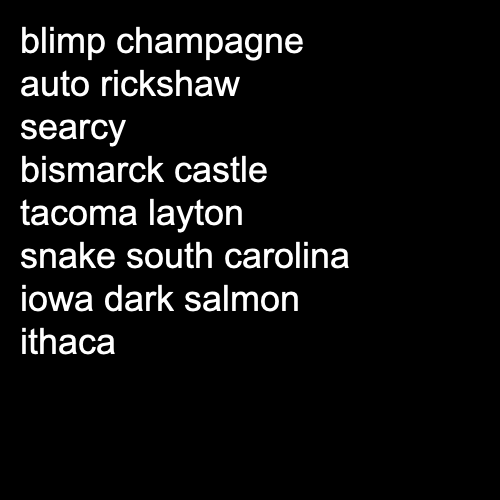 blimp champagne
auto rickshaw
searcy
bismarck castle
tacoma layton
snake south carolina
iowa dark salmon
ithaca